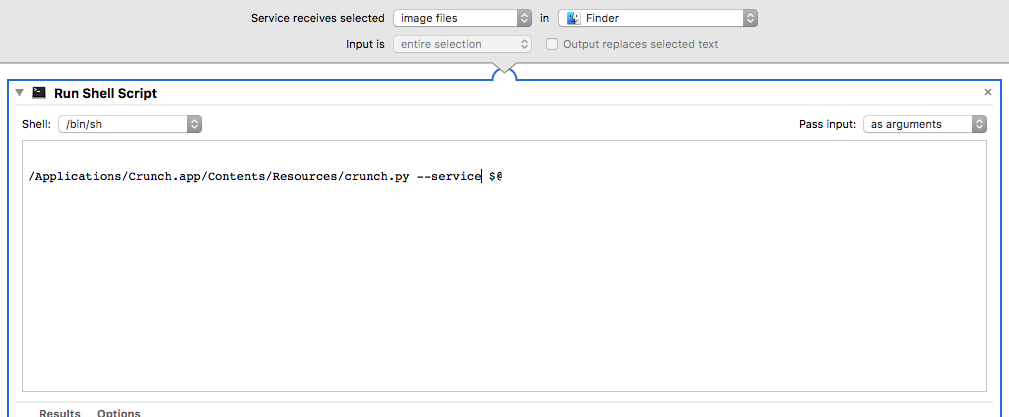 Service receives selected image files in Finder
Input is entire selection Output replaces selected text
Run Shell Script ×
Shell: /bin/sh Pass input: as arguments
/Applications/Crunch.app/Contents/Resources/crunch.py --service $@
Results Options